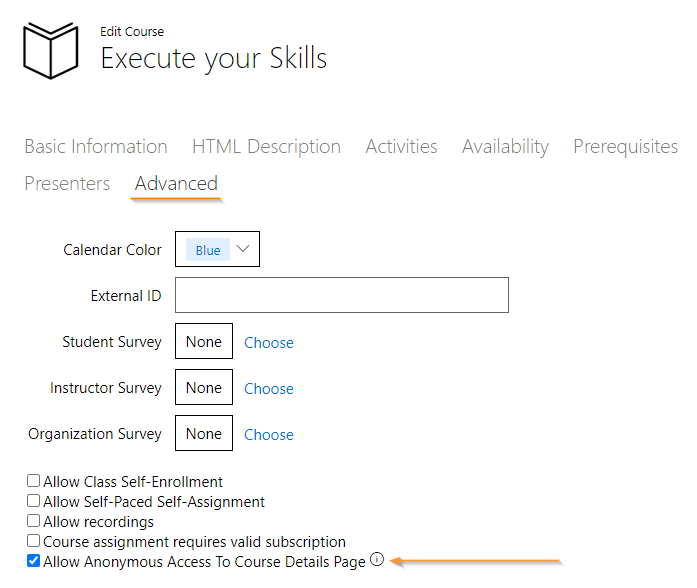 Edit Course
Execute your Skills
Basic Information HTML Description Activities Availability Prerequisites
Presenters Advanced
Calendar Color Blue
External ID
Student Survey None Choose
Instructor Survey None Choose
Organization Survey None Choose
Allow Class Self-Enrollment
Allow Self-Paced Self-Assignment
Allow recordings
Course assignment requires valid subscription
Allow Anonymous Access To Course Details Page